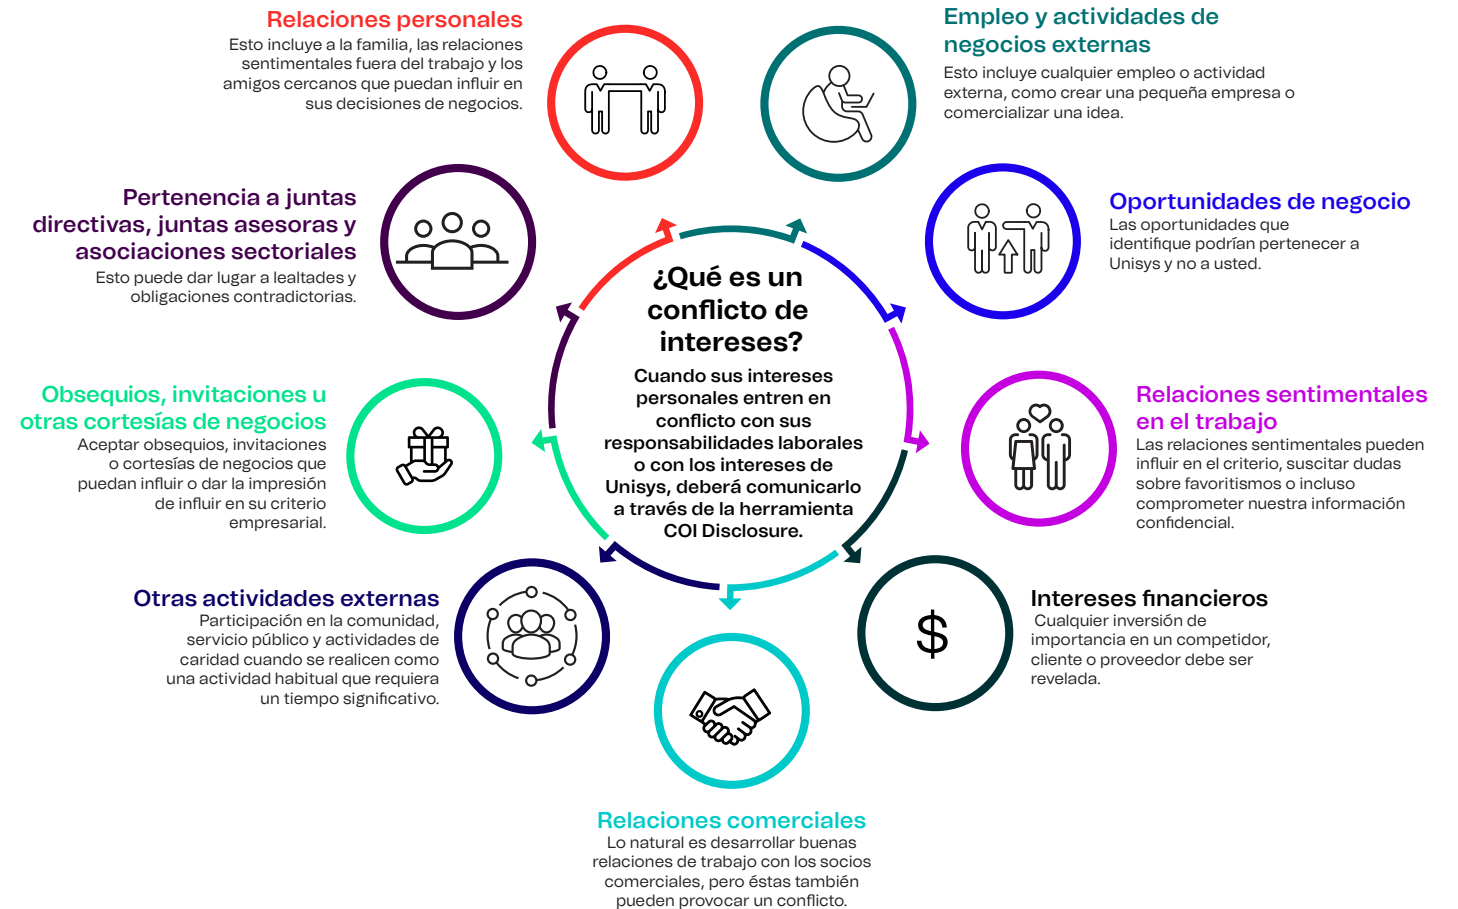 ¿Qué es un
conflicto de
intereses?
Cuando sus intereses
personales entren en
conflicto con sus
responsabilidades laborales
o con los intereses de
Unisys, deberá comunicarlo
a través de la herramienta
COI Disclosure.
Relaciones personales
Esto incluye a la familia, las relaciones
sentimentales fuera del trabajo y los
amigos cercanos que puedan influir en
sus decisiones de negocios.
Empleo y actividades de
negocios externas
Esto incluye cualquier empleo o actividad
externa, como crear una pequeña empresa o
comercializar una idea.
Oportunidades de negocio
Las oportunidades que
identifique podrían pertenecer a
Unisys y no a usted.
Relaciones sentimentales
en el trabajo
Las relaciones sentimentales pueden
influir en el criterio, suscitar dudas
sobre favoritismos o incluso
comprometer nuestra información
confidencial.
Intereses financieros
Cualquier inversión de
importancia en un competidor,
cliente o proveedor debe ser
revelada.
$
Relaciones comerciales
Lo natural es desarrollar buenas
relaciones de trabajo con los socios
comerciales, pero éstas también
pueden provocar un conflicto.
Otras actividades externas
Participación en la comunidad,
servicio público y actividades de
caridad cuando se realicen como
una actividad habitual que requiera
un tiempo significativo.
Obsequios, invitaciones u
otras cortesías de negocios
Aceptar obsequios, invitaciones
o cortesías de negocios que
puedan influir o dar la impresión
de influir en su criterio
empresarial.
Pertenencia a juntas
directivas, juntas asesoras y
asociaciones sectoriales
Esto puede dar lugar a lealtades y
obligaciones contradictorias.